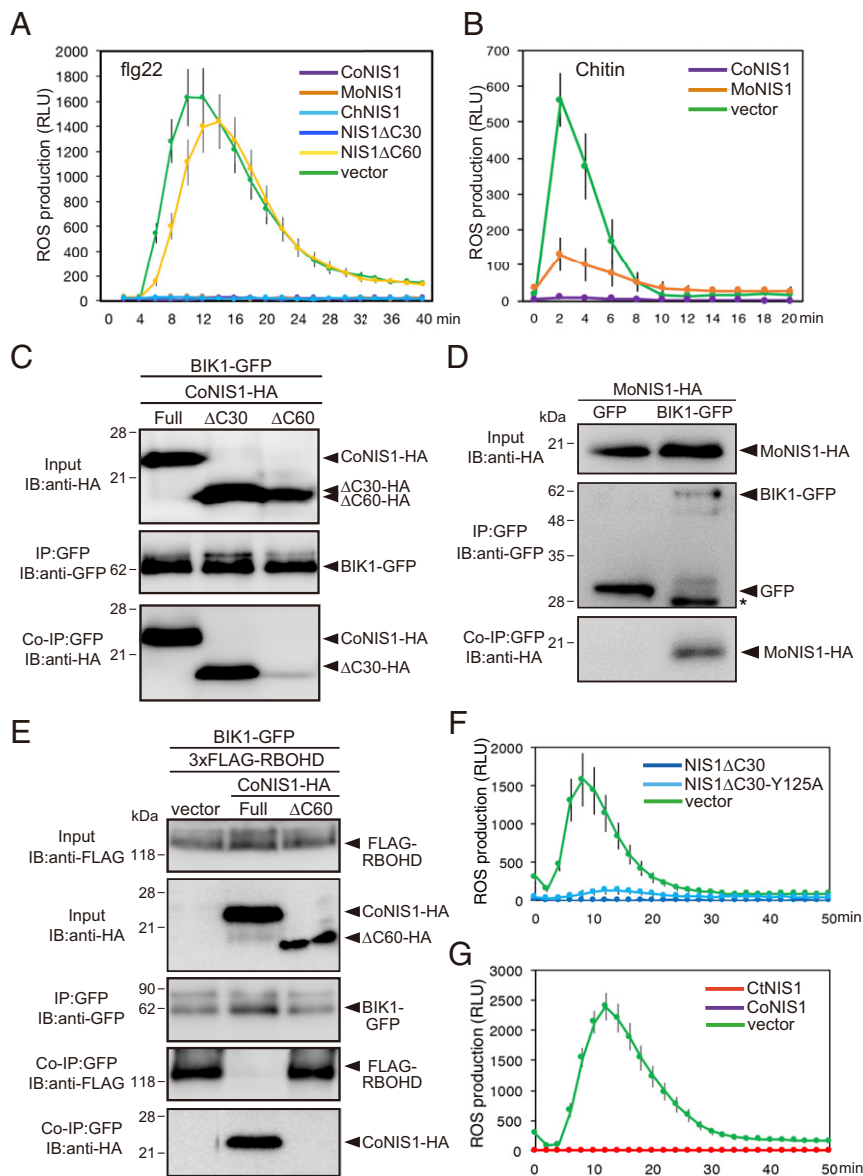 A
flg22
ROS production (RLU)
2000
1800
1600
1400
1200
1000
800
600
400
200
0
0 4 8 12 16 20 24 28 32 36 40 min
CoNIS1
MoNIS1
ChNIS1
NIS1ΔC30
NIS1ΔC60
vector
B
Chitin
ROS production (RLU)
700
600
500
400
300
200
100
0
0 2 4 6 8 10 12 14 16 18 20 min
CoNIS1
MoNIS1
vector
C
BIK1-GFP
CoNIS1-HA
Full ΔC30 ΔC60
Input
IB:anti-HA
28
21
CoNIS1-HA
ΔC30-HA
ΔC60-HA
IP:GFP
IB:anti-GFP
62
BIK1-GFP
Co-IP:GFP
IB:anti-HA
28
21
CoNIS1-HA
ΔC30-HA
D
MoNIS1-HA
kDa
GFP BIK1-GFP
Input
IB:anti-HA
21
MoNIS1-HA
IP:GFP
IB:anti-GFP
62
48
35
28
BIK1-GFP
GFP
*
Co-IP:GFP
IB:anti-HA
21
MoNIS1-HA
E
BIK1-GFP
3xFLAG-RBOHD
CoNIS1-HA
kDa
vector Full ΔC60
Input
IB:anti-FLAG
118
FLAG-
RBOHD
Input
IB:anti-HA
28
21
CoNIS1-HA
ΔC60-HA
IP:GFP
IB:anti-GFP
90
62
BIK1-
GFP
Co-IP:GFP
IB:anti-FLAG
118
FLAG-
RBOHD
Co-IP:GFP
IB:anti-HA
28
21
CoNIS1-HA
F
ROS production (RLU)
2000
1500
1000
500
0
0 10 20 30 40 50 min
NIS1ΔC30
NIS1ΔC30-Y125A
vector
G
ROS production (RLU)
3000
2500
2000
1500
1000
500
0
0 10 20 30 40 50 min
CtNIS1
CoNIS1
vector